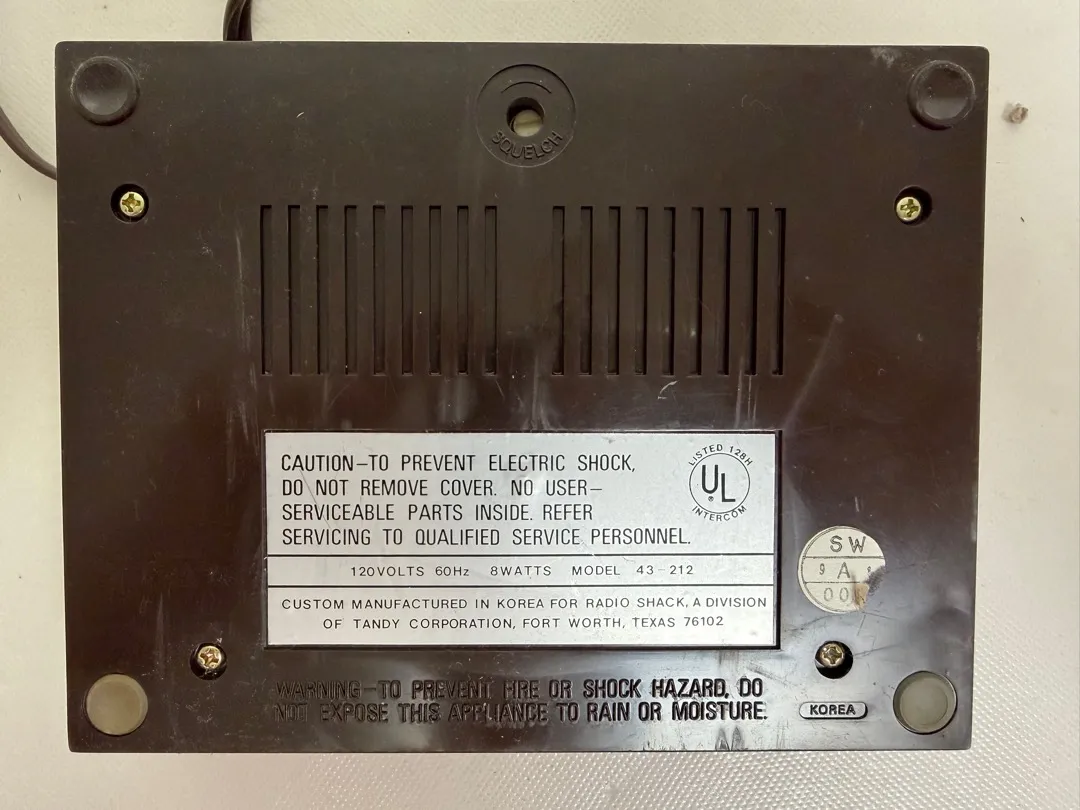 SQUELCH
CAUTION–TO PREVENT ELECTRIC SHOCK,
DO NOT REMOVE COVER. NO USER–
SERVICEABLE PARTS INSIDE. REFER
SERVICING TO QUALIFIED SERVICE PERSONNEL.
LISTED 128H
UL
®
INTERCOM
120VOLTS 60Hz 8WATTS MODEL 43-212
CUSTOM MANUFACTURED IN KOREA FOR RADIO SHACK, A DIVISION
OF TANDY CORPORATION, FORT WORTH, TEXAS 76102
SW
9 A
00
WARNING–TO PREVENT FIRE OR SHOCK HAZARD, DO
NOT EXPOSE THIS APPLIANCE TO RAIN OR MOISTURE.
KOREA